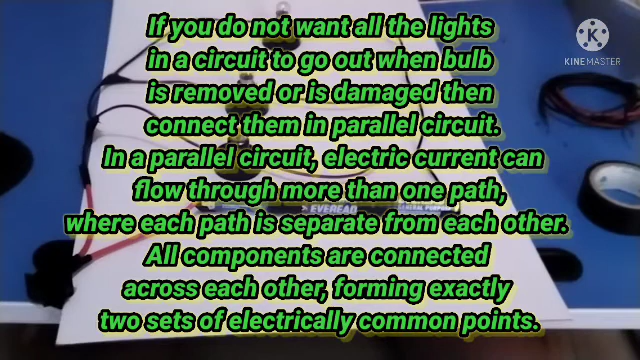 If you do not want all the lights
in a circuit to go out when bulb
is removed or is damaged then
connect them in parallel circuit.
In a parallel circuit, electric current can
flow through more than one path,
where each path is separate from each other.
All components are connected
across each other, forming exactly
two sets of electrically common points.
KINEMASTER
EVEREADY
GENERAL PURPOSE